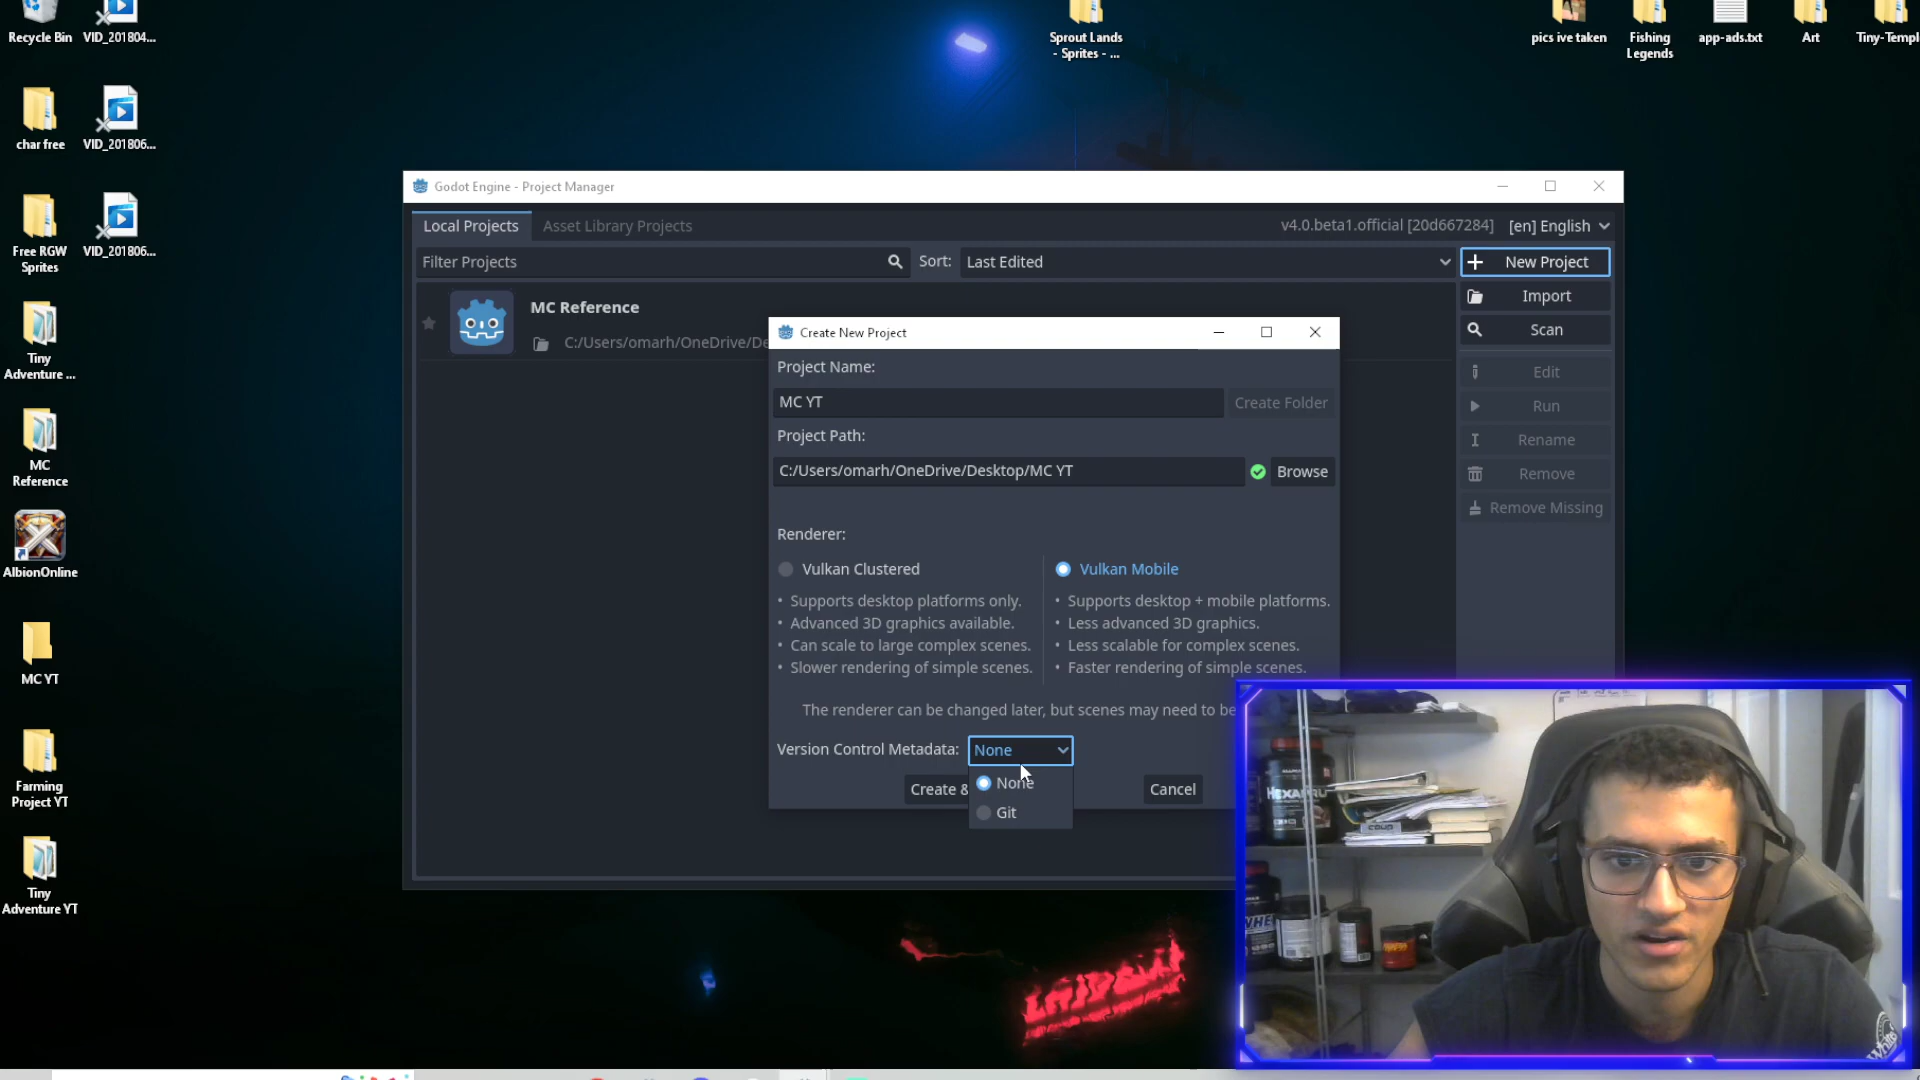 Recycle Bin
VID_201804...
Sprout Lands
- Sprites - ...
pics ive taken
Fishing
Legends
app-ads.txt
Art
Tiny-Templ
char free
VID_201806...
Free RGW
Sprites
VID_201806...
Tiny
Adventure ...
MC
Reference
AlbionOnline
MC YT
Farming
Project YT
Tiny
Adventure YT
Godot Engine - Project Manager
Local Projects
Asset Library Projects
v4.0.beta1.official [20d667284]
[en] English
Filter Projects
Sort:
Last Edited
New Project
Import
Scan
Edit
Run
Rename
Remove
Remove Missing
MC Reference
C:/Users/omarh/OneDrive/De
Create New Project
Project Name:
MC YT
Create Folder
Project Path:
C:/Users/omarh/OneDrive/Desktop/MC YT
Browse
Renderer:
Vulkan Clustered
• Supports desktop platforms only.
• Advanced 3D graphics available.
• Can scale to large complex scenes.
• Slower rendering of simple scenes.
Vulkan Mobile
• Supports desktop + mobile platforms.
• Less advanced 3D graphics.
• Less scalable for complex scenes.
• Faster rendering of simple scenes.
The renderer can be changed later, but scenes may need to be
Version Control Metadata:
None
None
Git
Create &
Cancel